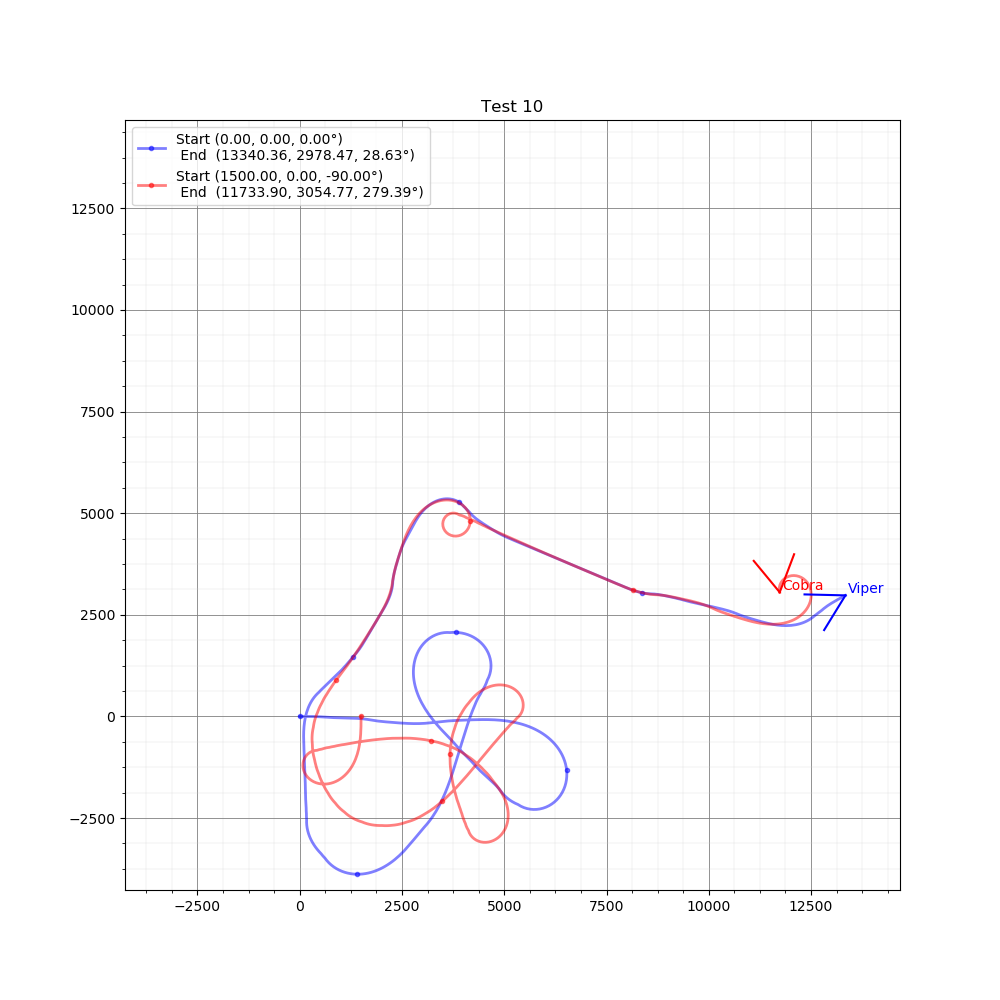 Test 10
Start (0.00, 0.00, 0.00°)
End (13340.36, 2978.47, 28.63°)
Start (1500.00, 0.00, -90.00°)
End (11733.90, 3054.77, 279.39°)
12500
10000
7500
5000
2500
0
−2500
Cobra
Viper
−2500
0
2500
5000
7500
10000
12500